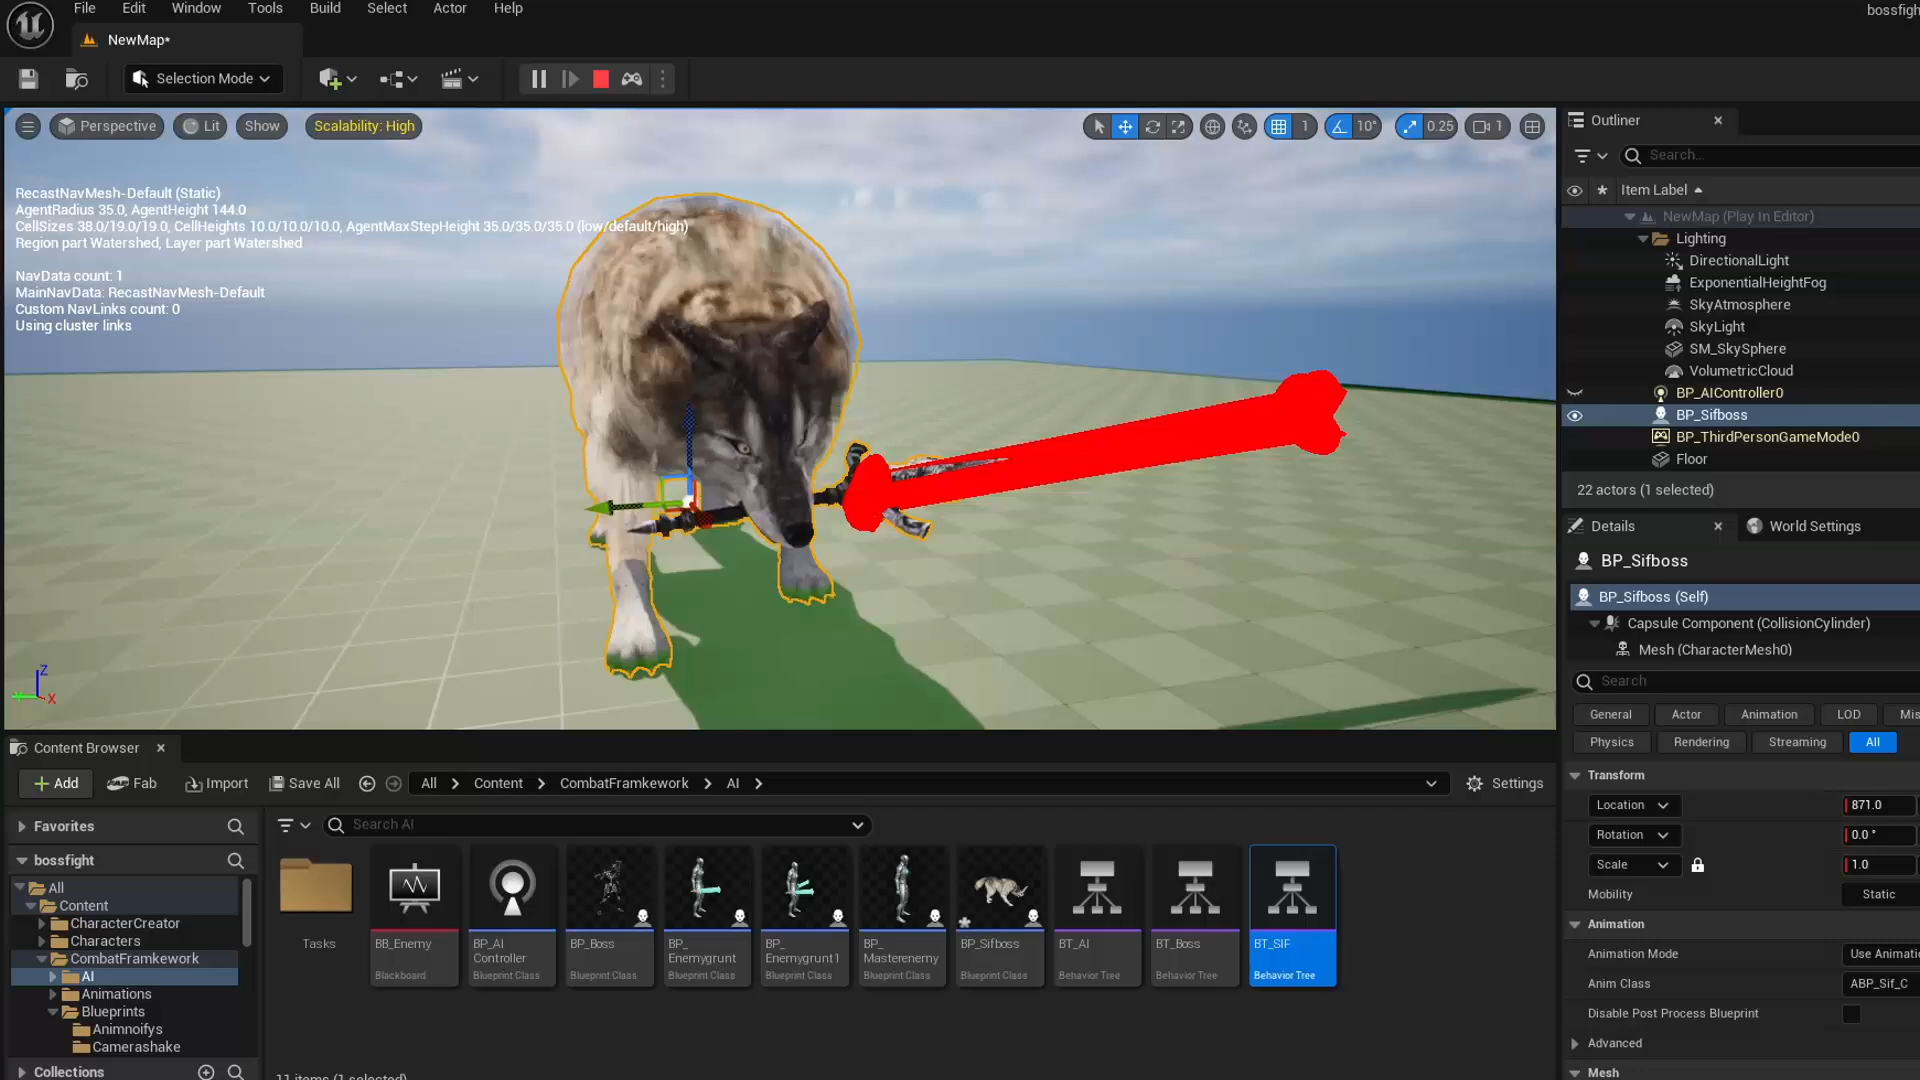 File Edit Window Tools Build Select Actor Help
bossfigh
NewMap*
Selection Mode
Perspective Lit Show Scalability: High
1 10° 0.25 1
RecastNavMesh-Default (Static)
AgentRadius 35.0, AgentHeight 144.0
CellSizes 38.0/19.0/19.0, CellHeights 10.0/10.0/10.0, AgentMaxStepHeight 35.0/35.0/35.0 (low/default/high)
Region part Watershed, Layer part Watershed
NavData count: 1
MainNavData: RecastNavMesh-Default
Custom NavLinks count: 0
Using cluster links
Z
X
Outliner
Search...
Item Label
NewMap (Play In Editor)
Lighting
DirectionalLight
ExponentialHeightFog
SkyAtmosphere
SkyLight
SM_SkySphere
VolumetricCloud
BP_AIController0
BP_Sifboss
BP_ThirdPersonGameMode0
Floor
22 actors (1 selected)
Details World Settings
BP_Sifboss
BP_Sifboss (Self)
Capsule Component (CollisionCylinder)
Mesh (CharacterMesh0)
Search
General Actor Animation LOD Mis
Physics Rendering Streaming All
Transform
Location 871.0
Rotation 0.0 °
Scale 1.0
Mobility Static
Animation
Animation Mode Use Animatio
Anim Class ABP_Sif_C
Disable Post Process Blueprint
Advanced
Mesh
Content Browser
Add Fab Import Save All All Content CombatFramkework AI Settings
Favorites
bossfight
All
Content
CharacterCreator
Characters
CombatFramkework
AI
Animations
Blueprints
Animnoifys
Camerashake
Collections
Search AI
Tasks
BB_Enemy
Blackboard
BP_AI
Controller
Blueprint Class
BP_Boss
Blueprint Class
BP_
Enemygrunt
Blueprint Class
BP_
Enemygrunt1
Blueprint Class
BP_
Masterenemy
Blueprint Class
BP_Sifboss
Blueprint Class
BT_AI
Behavior Tree
BT_Boss
Behavior Tree
BT_SIF
Behavior Tree
11 items (1 selected)